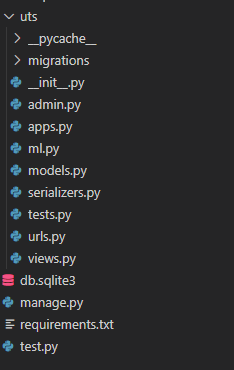 uts
__pycache__
migrations
__init__.py
admin.py
apps.py
ml.py
models.py
serializers.py
tests.py
urls.py
views.py
db.sqlite3
manage.py
requirements.txt
test.py